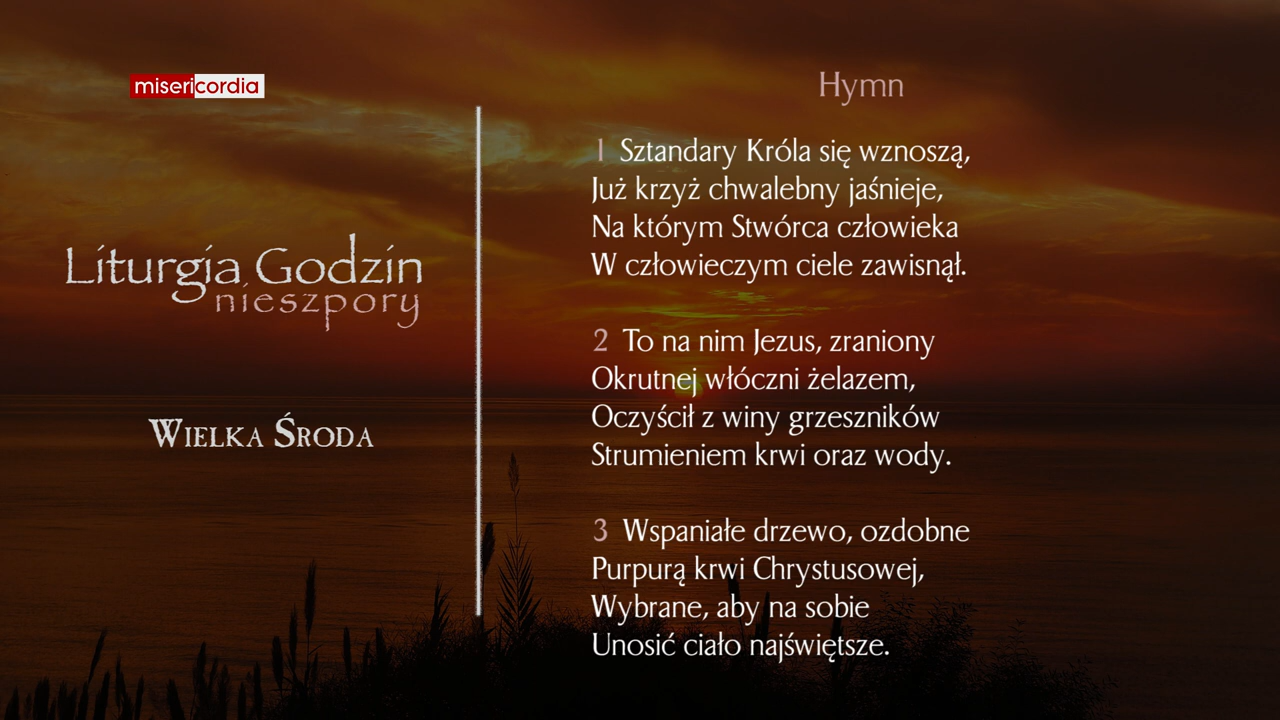 misericordia
Liturgia Godzin
nieszpory
Wielka Środa
Hymn
1 Sztandary Króla się wznoszą,
Już krzyż chwalebny jaśnieje,
Na którym Stwórca człowieka
W człowieczym ciele zawisnął.
2 To na nim Jezus, zraniony
Okrutnej włóczni żelazem,
Oczyścił z winy grzeszników
Strumieniem krwi oraz wody.
3 Wspaniałe drzewo, ozdobne
Purpurą krwi Chrystusowej,
Wybrane, aby na sobie
Unosić ciało najświętsze.